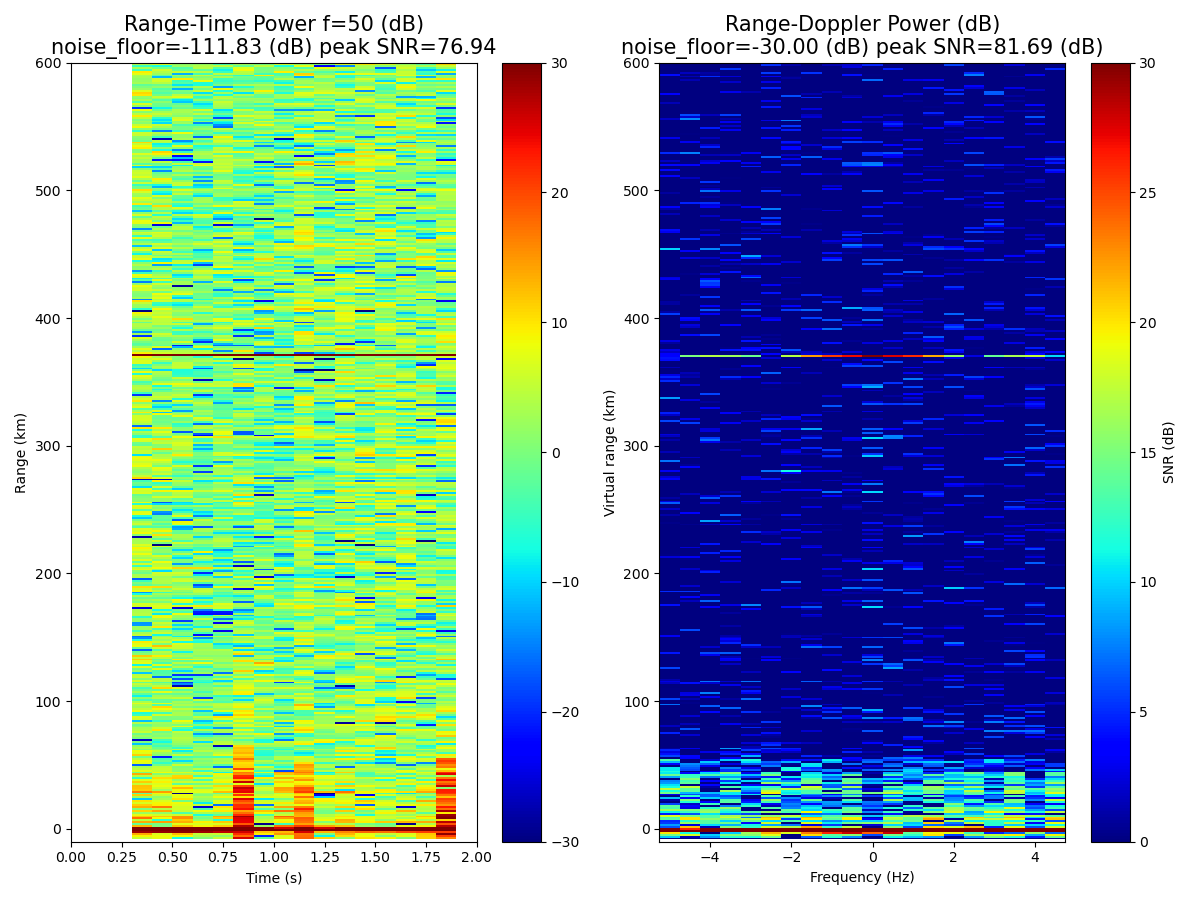 Range-Time Power f=50 (dB)
noise_floor=-111.83 (dB) peak SNR=76.94
600
500
400
300
200
100
0
Range (km)
0.00 0.25 0.50 0.75 1.00 1.25 1.50 1.75 2.00
Time (s)
30
20
10
0
−10
−20
−30
Range-Doppler Power (dB)
noise_floor=-30.00 (dB) peak SNR=81.69 (dB)
600
500
400
300
200
100
0
Virtual range (km)
−4 −2 0 2 4
Frequency (Hz)
30
25
20
15
10
5
0
SNR (dB)